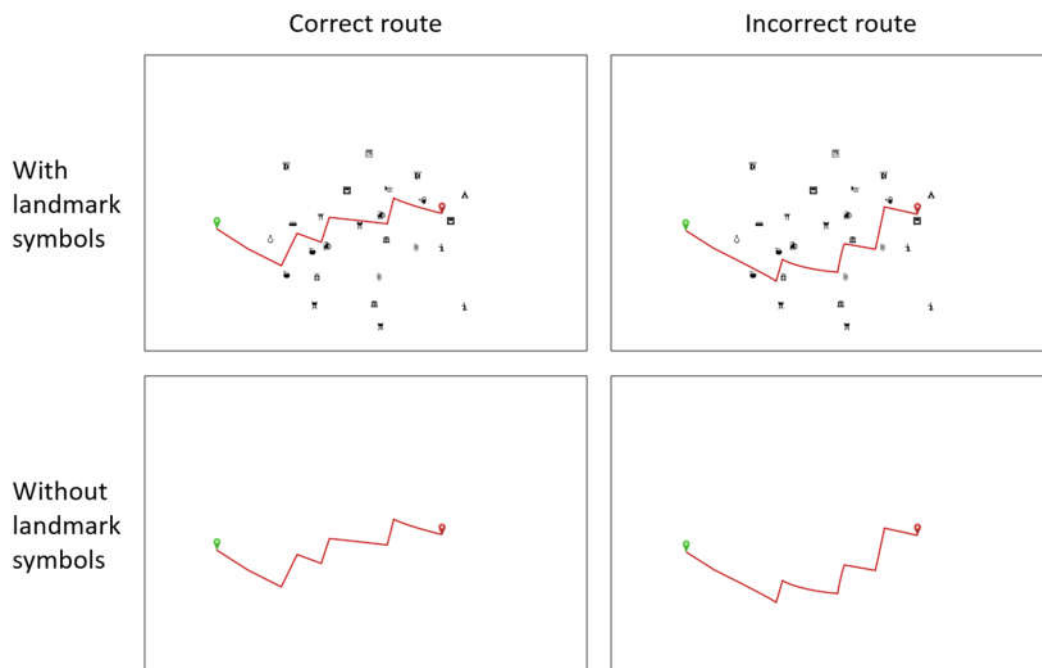 Correct route
Incorrect route
With
landmark
symbols
Without
landmark
symbols